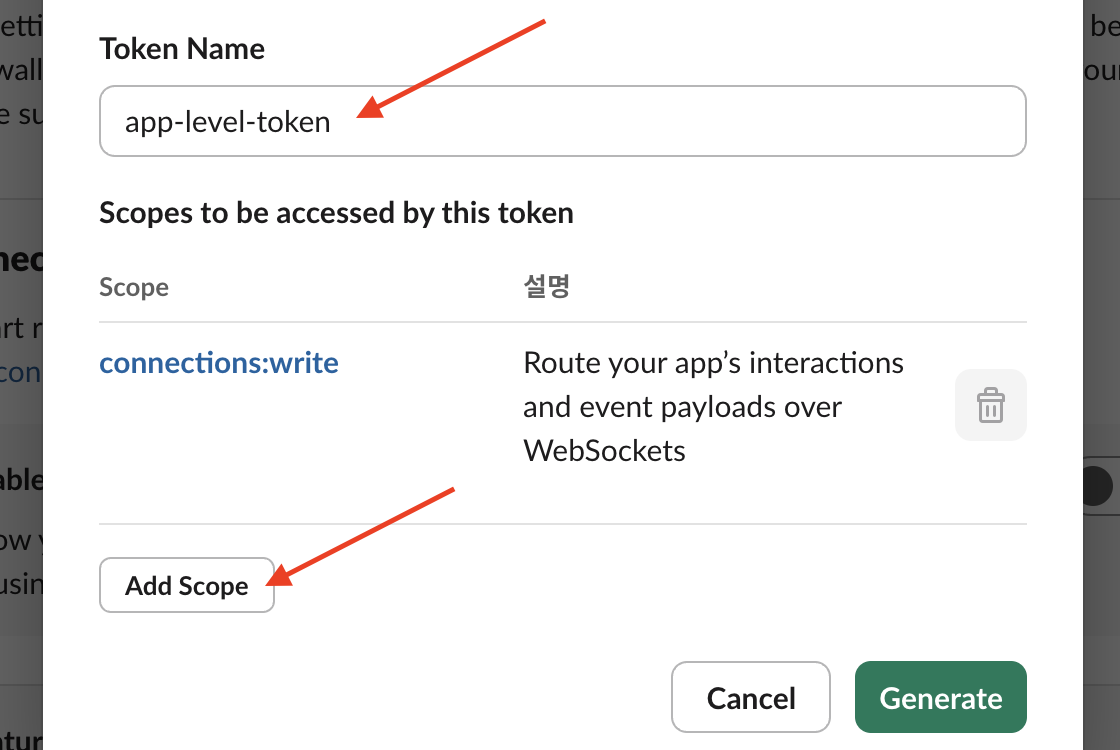 Token Name
app-level-token
Scopes to be accessed by this token
Scope 설명
connections:write
Route your app’s interactions
and event payloads over
WebSockets
Add Scope
Cancel Generate